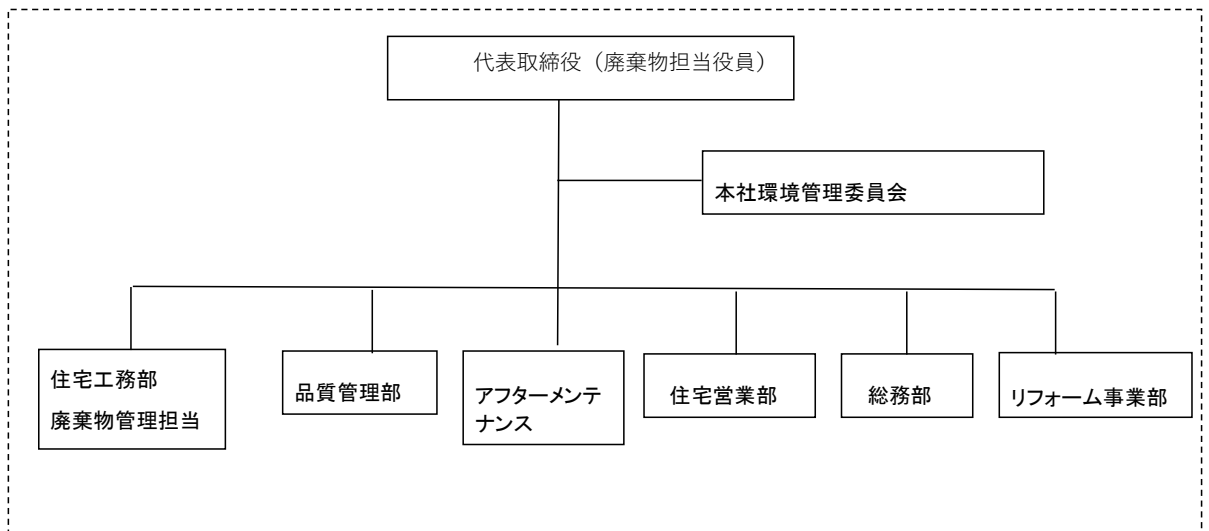 代表取締役（廃棄物担当役員）
本社環境管理委員会
住宅工務部
廃棄物管理担当
品質管理部
アフターメンテ
ナンス
住宅営業部
総務部
リフォーム事業部